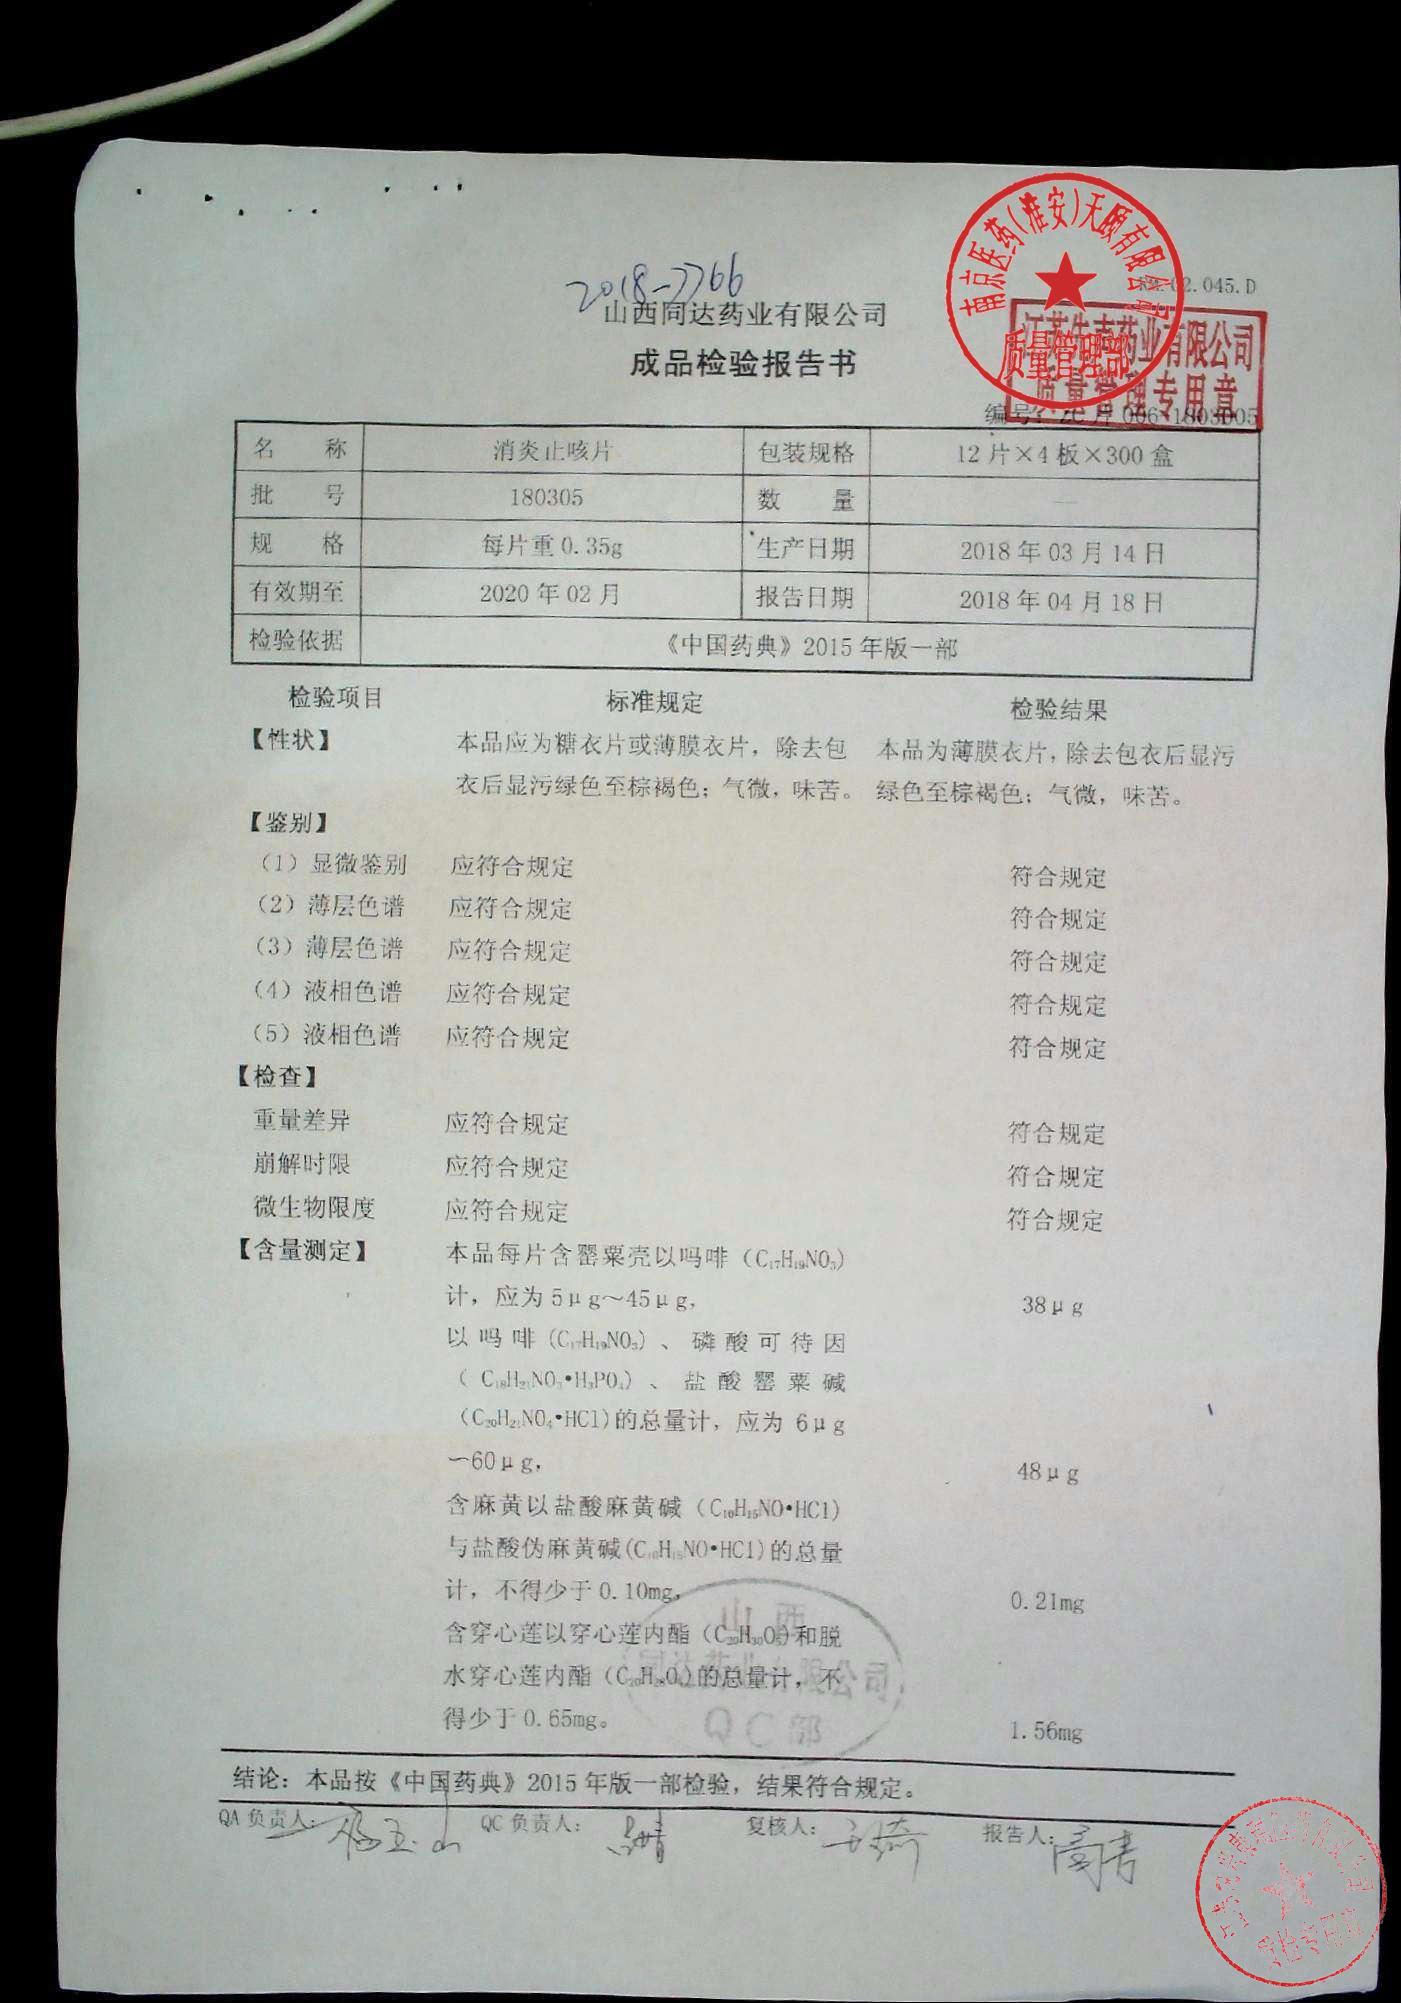 南京医药(淮安)天颐有限公司
质量管理部
2018-7766
02.045.D
山西同达药业有限公司
药业有限公司
成品检验报告书
质量管理专用章
编号：ZC片006-1803005
名 称 消炎止咳片 包装规格 12片×4板×300盒
批 号 180305 数 量 —
规 格 每片重0.35g 生产日期 2018年03月14日
有效期至 2020年02月 报告日期 2018年04月18日
检验依据 《中国药典》2015年版一部
检验项目 标准规定 检验结果
【性状】 本品应为糖衣片或薄膜衣片，除去包 本品为薄膜衣片，除去包衣后显污
衣后显污绿色至棕褐色；气微，味苦。 绿色至棕褐色；气微，味苦。
【鉴别】
（1）显微鉴别 应符合规定 符合规定
（2）薄层色谱 应符合规定 符合规定
（3）薄层色谱 应符合规定 符合规定
（4）液相色谱 应符合规定 符合规定
（5）液相色谱 应符合规定 符合规定
【检查】
重量差异 应符合规定 符合规定
崩解时限 应符合规定 符合规定
微生物限度 应符合规定 符合规定
【含量测定】 本品每片含罂粟壳以吗啡（C₁₇H₁₉NO₃）
计，应为5μg～45μg， 38μg
以吗啡(C₁₇H₁₉NO₃)、磷酸可待因
（C₁₈H₂₁NO₃•H₃PO₄）、盐酸罂粟碱
(C₂₀H₂₁NO₄•HCl)的总量计，应为 6μg
～60μg， 48μg
含麻黄以盐酸麻黄碱（C₁₀H₁₅NO•HCl）
与盐酸伪麻黄碱(C₁₀H₁₅NO•HCl)的总量
计，不得少于0.10mg， 0.21mg
含穿心莲以穿心莲内酯（C₂₀H₃₀O₅）和脱
水穿心莲内酯（C₂₀H₂₈O₄）的总量计，不
得少于0.65mg。 1.56mg
山西
公司
QC部
结论：本品按《中国药典》2015年版一部检验，结果符合规定。
QA负责人： QC负责人： 复核人： 报告人：
质检专用章